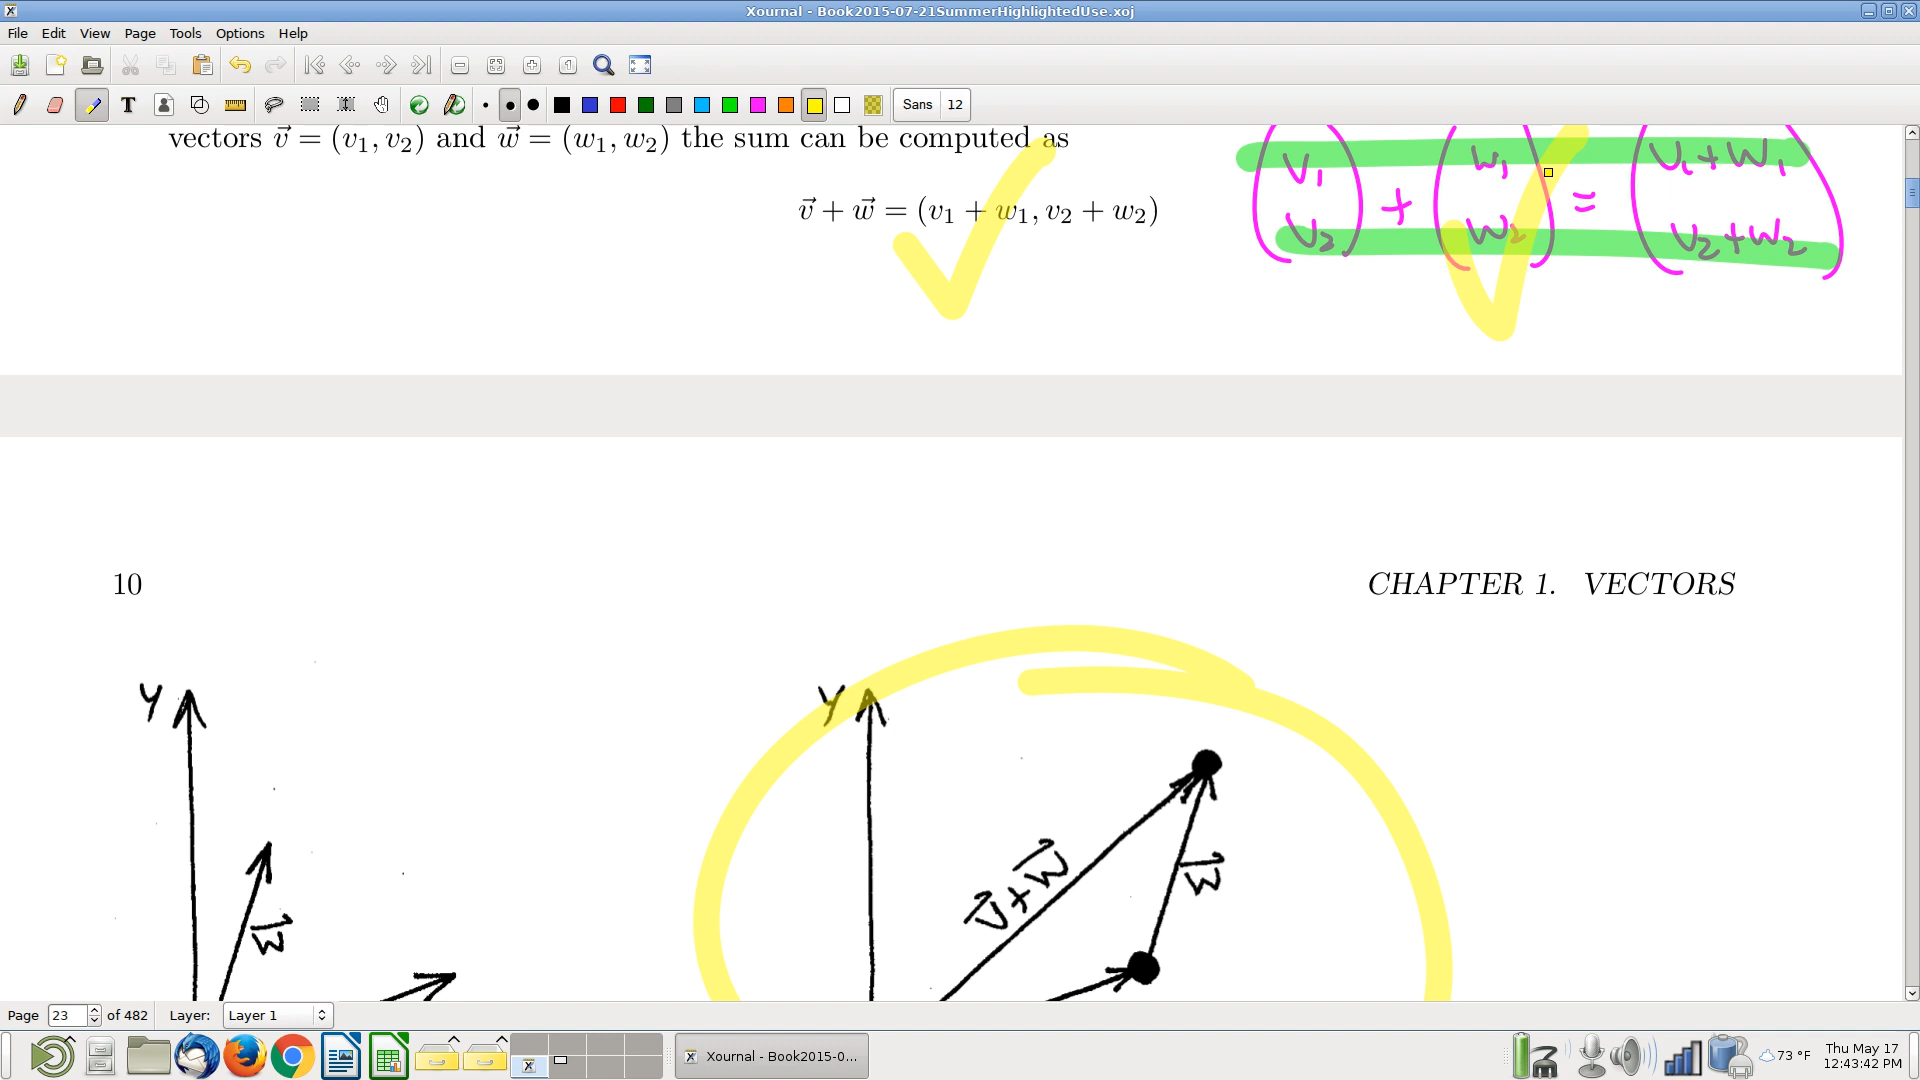 Xournal - Book2015-07-21SummerHighlightedUse.xoj
File Edit View Page Tools Options Help
Sans 12
vectors v⃗ = (v₁, v₂) and w⃗ = (w₁, w₂) the sum can be computed as
v⃗ + w⃗ = (v₁ + w₁, v₂ + w₂)
(V₁ V₂) + (W₁ W₂) = (V₁+W₁ V₂+W₂)
10 CHAPTER 1. VECTORS
y
w⃗
y
v⃗+w⃗
w⃗
Page 23 of 482 Layer: Layer 1
Xournal - Book2015-0...
73 °F
Thu May 17
12:43:42 PM